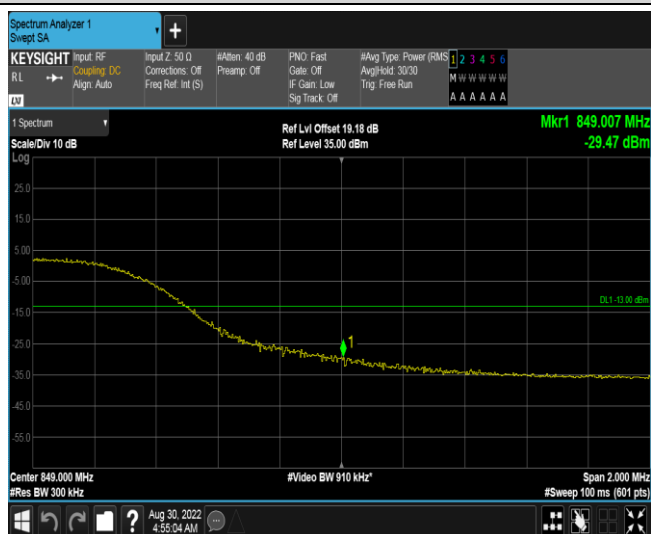 Spectrum Analyzer 1
Swept SA
+
KEYSIGHT
RL
LXI
Input: RF
Coupling: DC
Align: Auto
Input Z: 50 Ω
Corrections: Off
Freq Ref: Int (S)
#Atten: 40 dB
Preamp: Off
PNO: Fast
Gate: Off
IF Gain: Low
Sig Track: Off
#Avg Type: Power (RMS
Avg|Hold: 30/30
Trig: Free Run
1 2 3 4 5 6
M W W W W W
A A A A A A
1 Spectrum
Scale/Div 10 dB
Ref Lvl Offset 19.18 dB
Ref Level 35.00 dBm
Mkr1 849.007 MHz
-29.47 dBm
Log
25.0
15.0
5.00
-5.00
DL1 -13.00 dBm
-15.0
-25.0
1
-35.0
-45.0
-55.0
Center 849.000 MHz
#Video BW 910 kHz*
Span 2.000 MHz
#Res BW 300 kHz
#Sweep 100 ms (601 pts)
?
Aug 30, 2022
4:55:04 AM